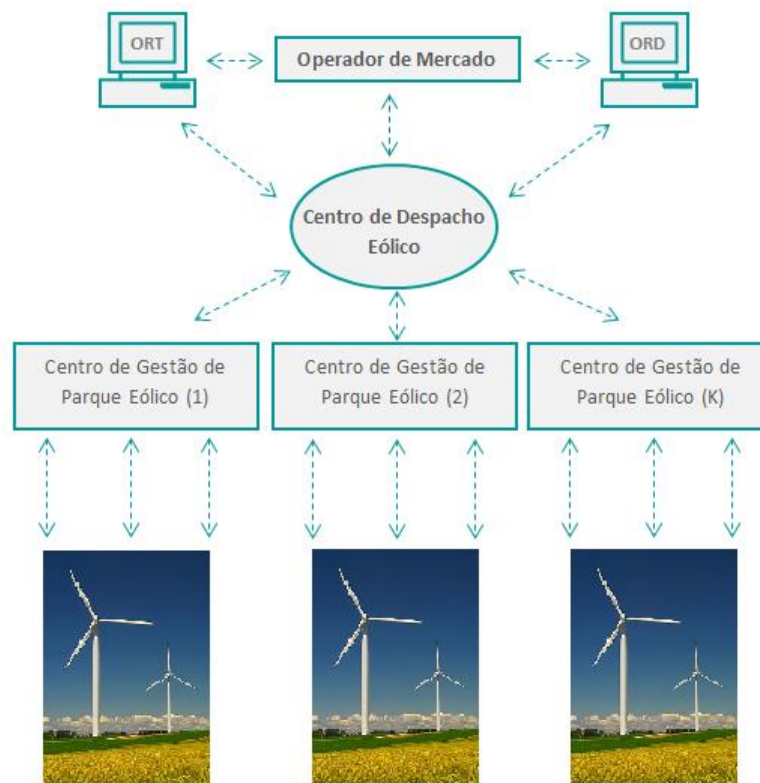 ORT
Operador de Mercado
ORD
Centro de Despacho
Eólico
Centro de Gestão de
Parque Eólico (1)
Centro de Gestão de
Parque Eólico (2)
Centro de Gestão de
Parque Eólico (K)